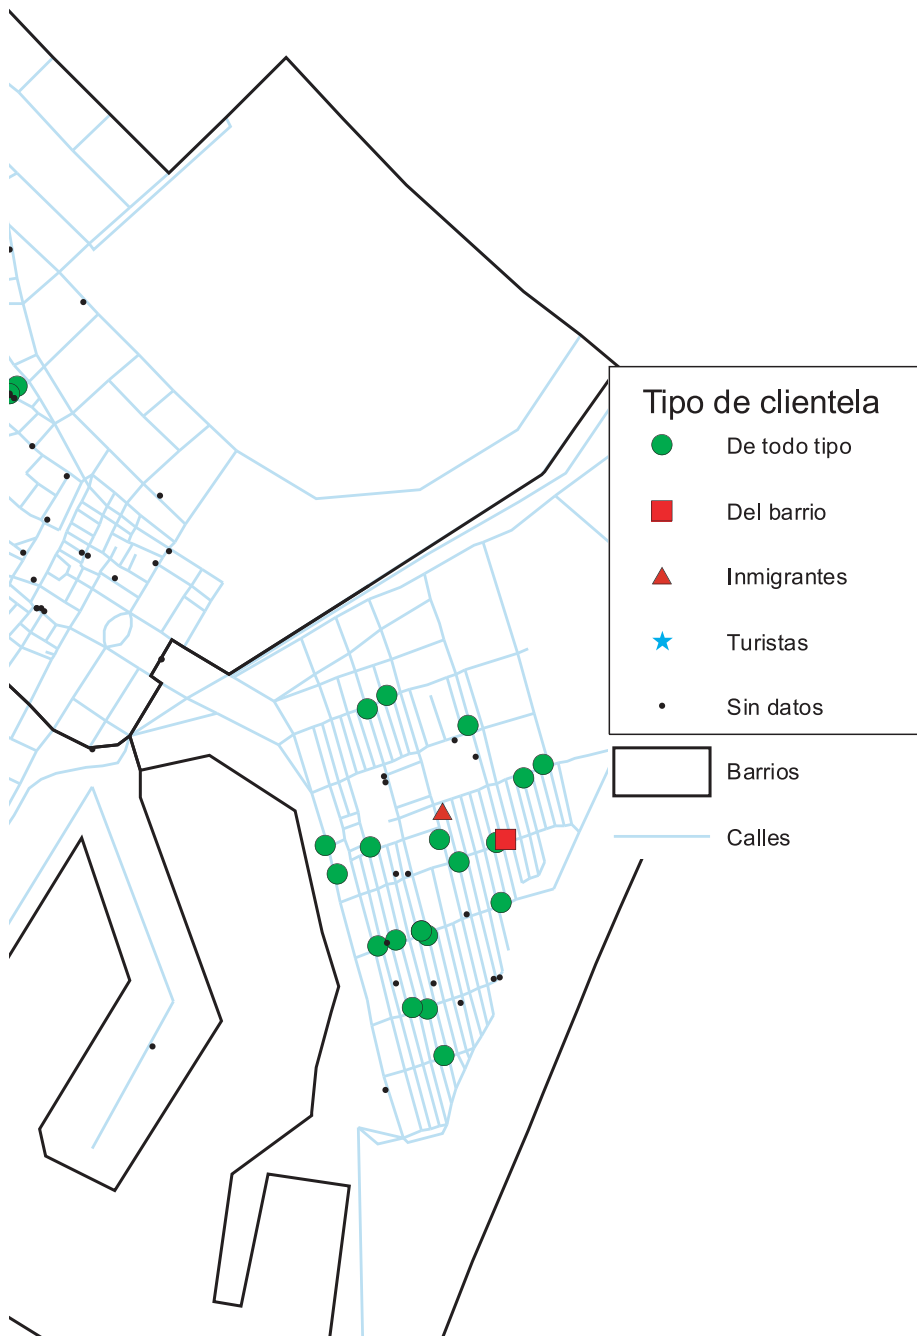 Tipo de clientela
De todo tipo
Del barrio
Inmigrantes
Turistas
Sin datos
Barrios
Calles